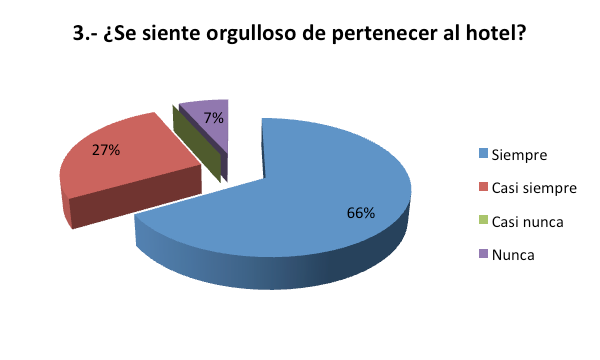 3.- ¿Se siente orgulloso de pertenecer al hotel?
7%
27%
66%
Siempre
Casi siempre
Casi nunca
Nunca